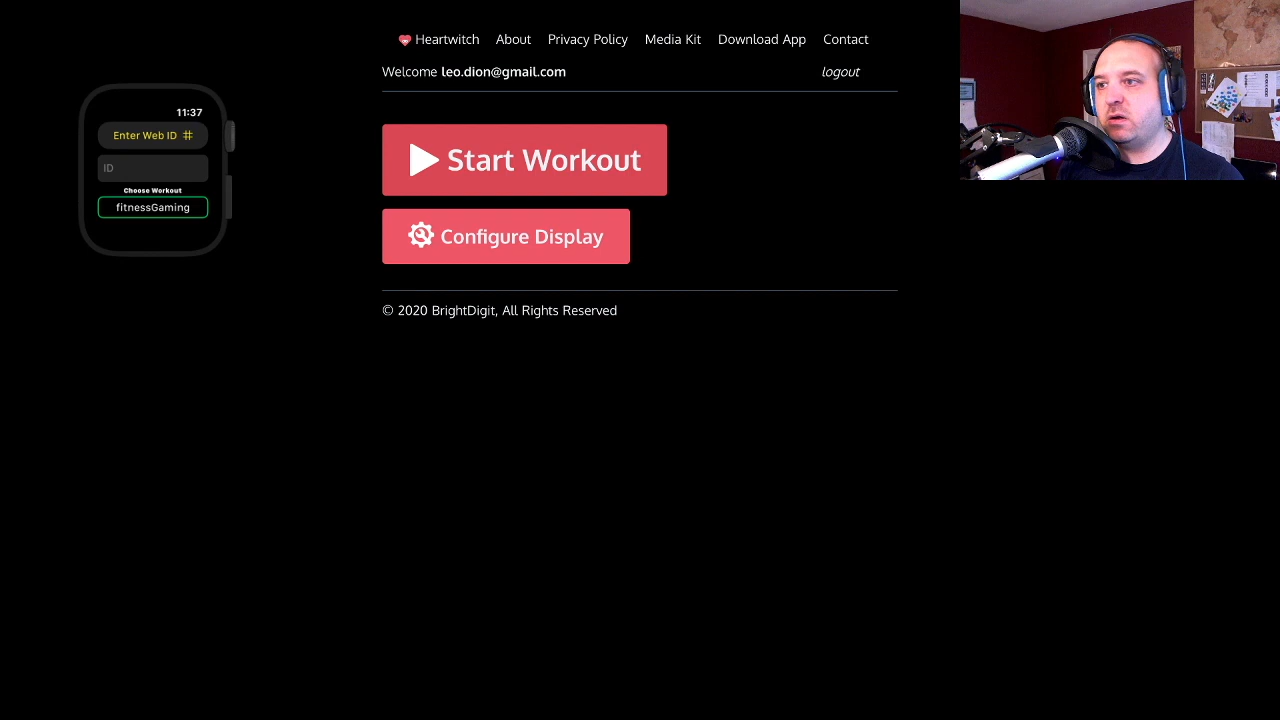 Heartwitch About Privacy Policy Media Kit Download App Contact
Welcome leo.dion@gmail.com logout
11:37
Enter Web ID #
ID
Choose Workout
fitnessGaming
Start Workout
Configure Display
© 2020 BrightDigit, All Rights Reserved